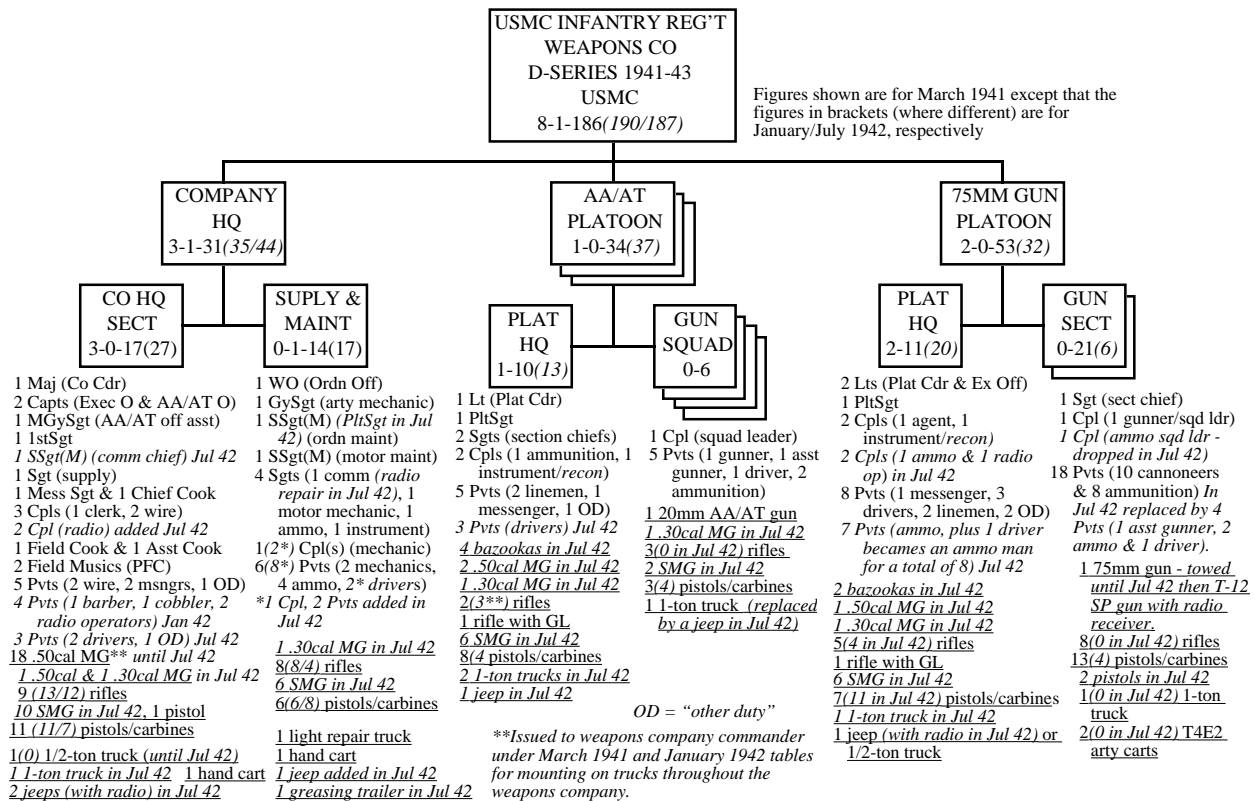 USMC INFANTRY REG'T
WEAPONS CO
D-SERIES 1941-43
USMC
8-1-186(190/187)
Figures shown are for March 1941 except that the
figures in brackets (where different) are for
January/July 1942, respectively
COMPANY
HQ
3-1-31(35/44)
AA/AT
PLATOON
1-0-34(37)
75MM GUN
PLATOON
2-0-53(32)
CO HQ
SECT
3-0-17(27)
SUPLY &
MAINT
0-1-14(17)
PLAT
HQ
1-10(13)
GUN
SQUAD
0-6
PLAT
HQ
2-11(20)
GUN
SECT
0-21(6)
1 Maj (Co Cdr)
2 Capts (Exec O & AA/AT O)
1 MGySgt (AA/AT off asst)
1 1stSgt
1 SSgt(M) (comm chief) Jul 42
1 Sgt (supply)
1 Mess Sgt & 1 Chief Cook
3 Cpls (1 clerk, 2 wire)
2 Cpl (radio) added Jul 42
1 Field Cook & 1 Asst Cook
2 Field Musics (PFC)
5 Pvts (2 wire, 2 msngrs, 1 OD)
4 Pvts (1 barber, 1 cobbler, 2
radio operators) Jan 42
3 Pvts (2 drivers, 1 OD) Jul 42
18 .50cal MG** until Jul 42
1 .50cal & 1 .30cal MG in Jul 42
9 (13/12) rifles
10 SMG in Jul 42, 1 pistol
11 (11/7) pistols/carbines
1(0) 1/2-ton truck (until Jul 42)
1 1-ton truck in Jul 42 1 hand cart
2 jeeps (with radio) in Jul 42
1 WO (Ordn Off)
1 GySgt (arty mechanic)
1 SSgt(M) (PltSgt in Jul
42) (ordn maint)
1 SSgt(M) (motor maint)
4 Sgts (1 comm (radio
repair in Jul 42), 1
motor mechanic, 1
ammo, 1 instrument)
1(2*) Cpl(s) (mechanic)
6(8*) Pvts (2 mechanics,
4 ammo, 2* drivers)
*1 Cpl, 2 Pvts added in
Jul 42
1 .30cal MG in Jul 42
8(8/4) rifles
6 SMG in Jul 42
6(6/8) pistols/carbines
1 light repair truck
1 hand cart
1 jeep added in Jul 42
1 greasing trailer in Jul 42
1 Lt (Plat Cdr)
1 PltSgt
2 Sgts (section chiefs)
2 Cpls (1 ammunition, 1
instrument/recon)
5 Pvts (2 linemen, 1
messenger, 1 OD)
3 Pvts (drivers) Jul 42
4 bazookas in Jul 42
2 .50cal MG in Jul 42
1 .30cal MG in Jul 42
2(3**) rifles
1 rifle with GL
6 SMG in Jul 42
8(4 pistols/carbines
2 1-ton trucks in Jul 42
1 jeep in Jul 42
1 Cpl (squad leader)
5 Pvts (1 gunner, 1 asst
gunner, 1 driver, 2
ammunition)
1 20mm AA/AT gun
1 .30cal MG in Jul 42
3(0 in Jul 42) rifles
2 SMG in Jul 42
3(4) pistols/carbines
1 1-ton truck (replaced
by a jeep in Jul 42)
OD = “other duty”
**Issued to weapons company commander
under March 1941 and January 1942 tables
for mounting on trucks throughout the
weapons company.
2 Lts (Plat Cdr & Ex Off)
1 PltSgt
2 Cpls (1 agent, 1
instrument/recon)
2 Cpls (1 ammo & 1 radio
op) in Jul 42
8 Pvts (1 messenger, 3
drivers, 2 linemen, 2 OD)
7 Pvts (ammo, plus 1 driver
becames an ammo man
for a total of 8) Jul 42
2 bazookas in Jul 42
1 .50cal MG in Jul 42
1 .30cal MG in Jul 42
5(4 in Jul 42) rifles
1 rifle with GL
6 SMG in Jul 42
7(11 in Jul 42) pistols/carbines
1 1-ton truck in Jul 42
1 jeep (with radio in Jul 42) or
1/2-ton truck
1 Sgt (sect chief)
1 Cpl (1 gunner/sqd ldr)
1 Cpl (ammo sqd ldr -
dropped in Jul 42)
18 Pvts (10 cannoneers
& 8 ammunition) In
Jul 42 replaced by 4
Pvts (1 asst gunner, 2
ammo & 1 driver).
1 75mm gun - towed
until Jul 42 then T-12
SP gun with radio
receiver.
8(0 in Jul 42) rifles
13(4) pistols/carbines
2 pistols in Jul 42
1(0 in Jul 42) 1-ton
truck
2(0 in Jul 42) T4E2
arty carts